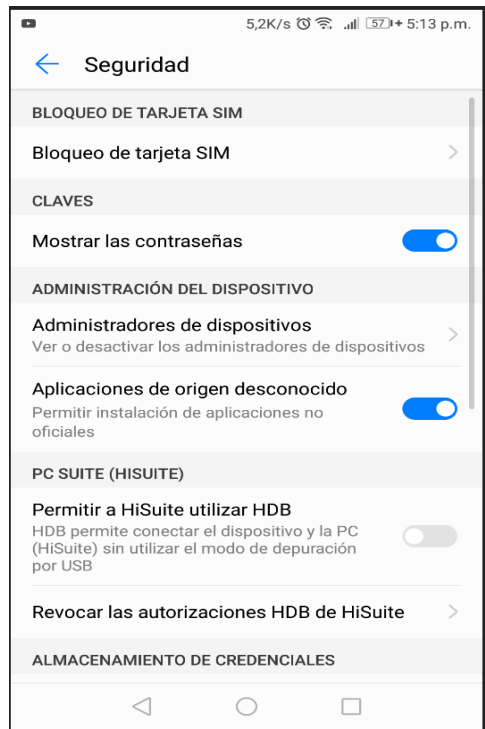 5,2K/s 57 5:13 p.m.
Seguridad
BLOQUEO DE TARJETA SIM
Bloqueo de tarjeta SIM
CLAVES
Mostrar las contraseñas
ADMINISTRACIÓN DEL DISPOSITIVO
Administradores de dispositivos
Ver o desactivar los administradores de dispositivos
Aplicaciones de origen desconocido
Permitir instalación de aplicaciones no
oficiales
PC SUITE (HISUITE)
Permitir a HiSuite utilizar HDB
HDB permite conectar el dispositivo y la PC
(HiSuite) sin utilizar el modo de depuración
por USB
Revocar las autorizaciones HDB de HiSuite
ALMACENAMIENTO DE CREDENCIALES